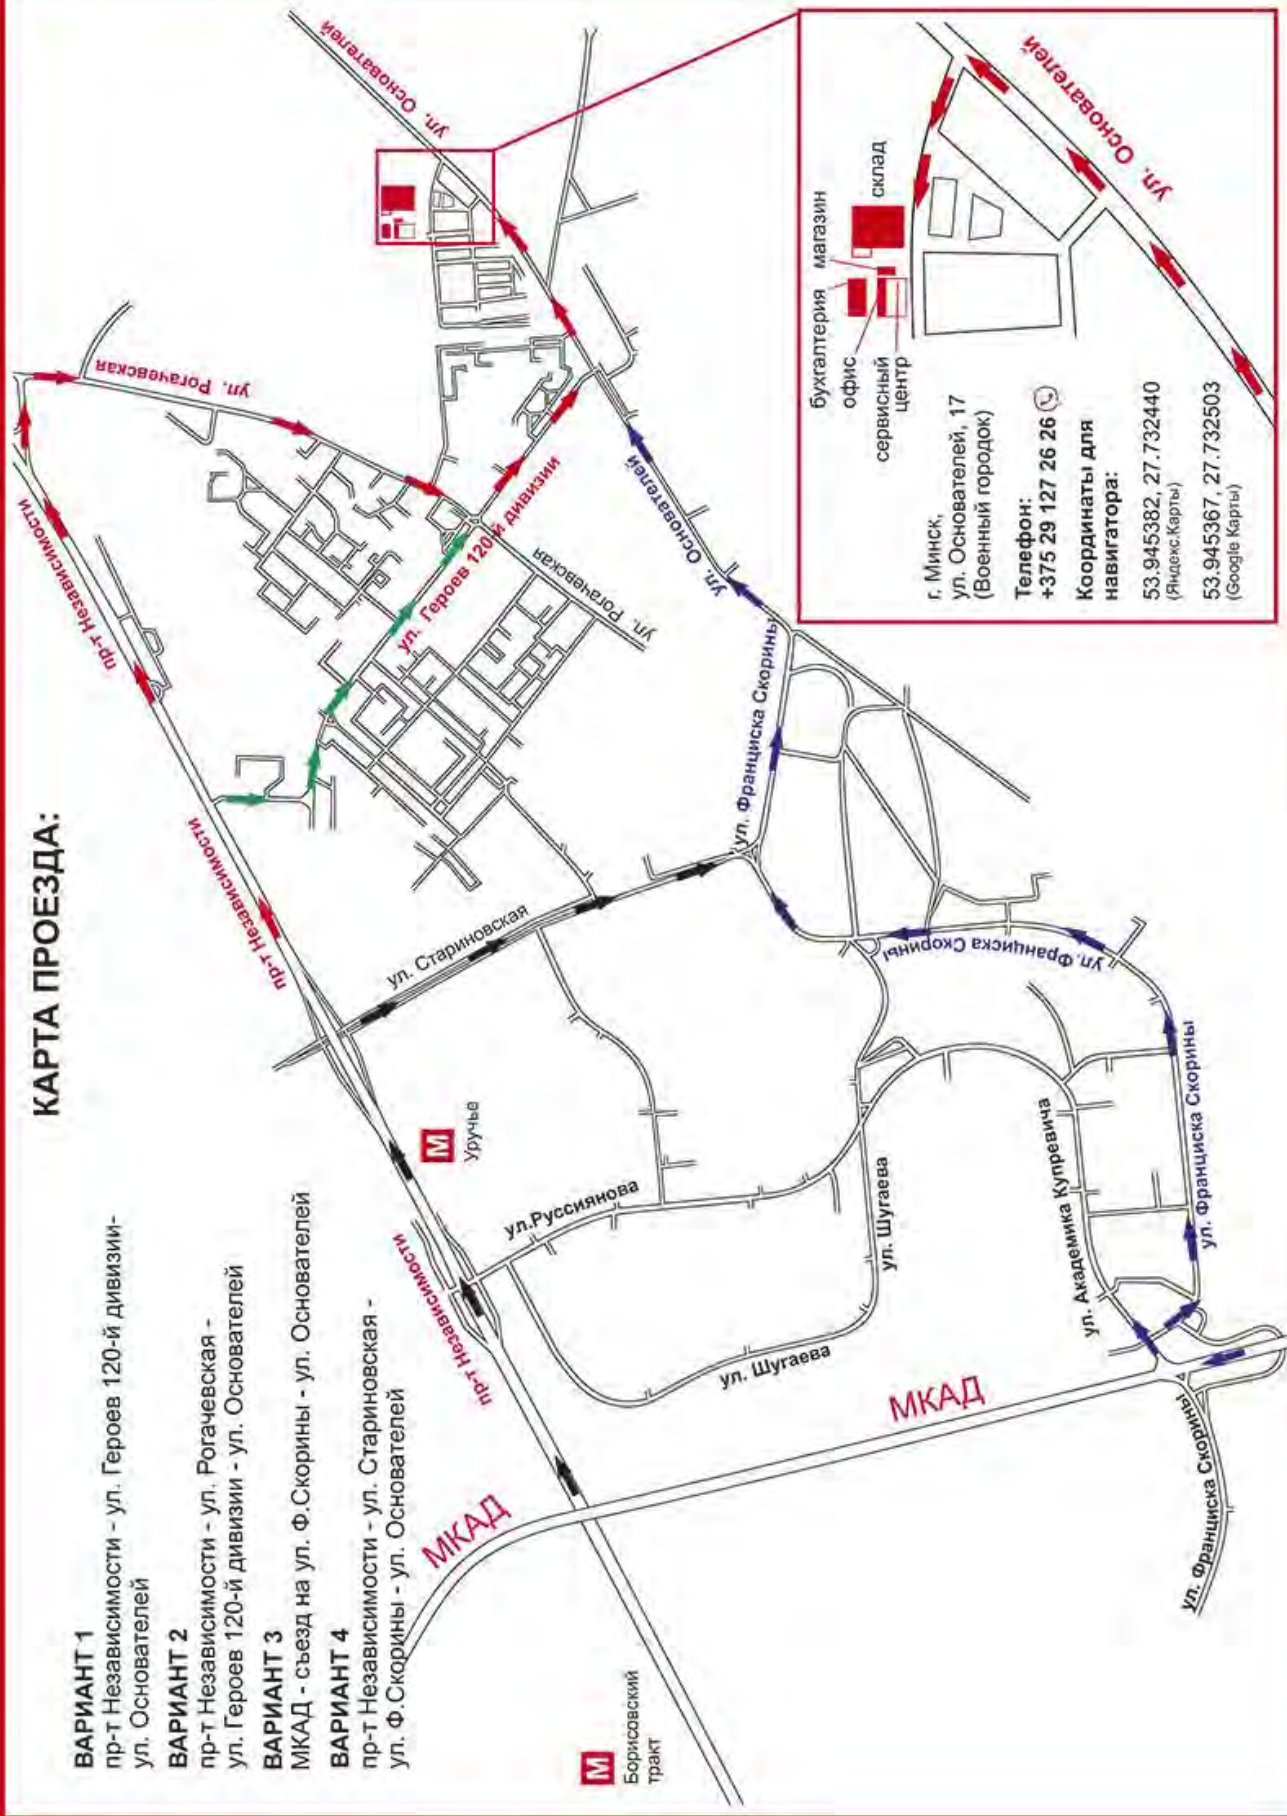 КАРТА ПРОЕЗДА:
ВАРИАНТ 1
пр-т Независимости - ул. Героев 120-й дивизии-
ул. Основателей
ВАРИАНТ 2
пр-т Независимости - ул. Рогачевская -
ул. Героев 120-й дивизии - ул. Основателей
ВАРИАНТ 3
МКАД - съезд на ул. Ф.Скорины - ул. Основателей
ВАРИАНТ 4
пр-т Независимости - ул. Стариновская -
ул. Ф.Скорины - ул. Основателей
М
Борисовский
тракт
МКАД
МКАД
пр-т Независимости
М
Уручье
ул.Руссиянова
ул. Шугаева
ул. Шугаева
ул. Академика Купревича
ул. Франциска Скорины
ул. Франциска Скорины
ул. Франциска Скорины
ул. Франциска Скорины
ул. Стариновская
пр-т Независимости
пр-т Независимости
ул. Рогачевская
ул. Рогачевская
ул. Героев 120-й дивизии
ул. Основателей
ул. Основателей
бухгалтерия
магазин
офис
склад
сервисный
центр
ул. Основателей
г. Минск,
ул. Основателей, 17
(Военный городок)
Телефон:
+375 29 127 26 26
Координаты для
навигатора:
53.945382, 27.732440
(Яндекс.Карты)
53.945367, 27.732503
(Google Карты)